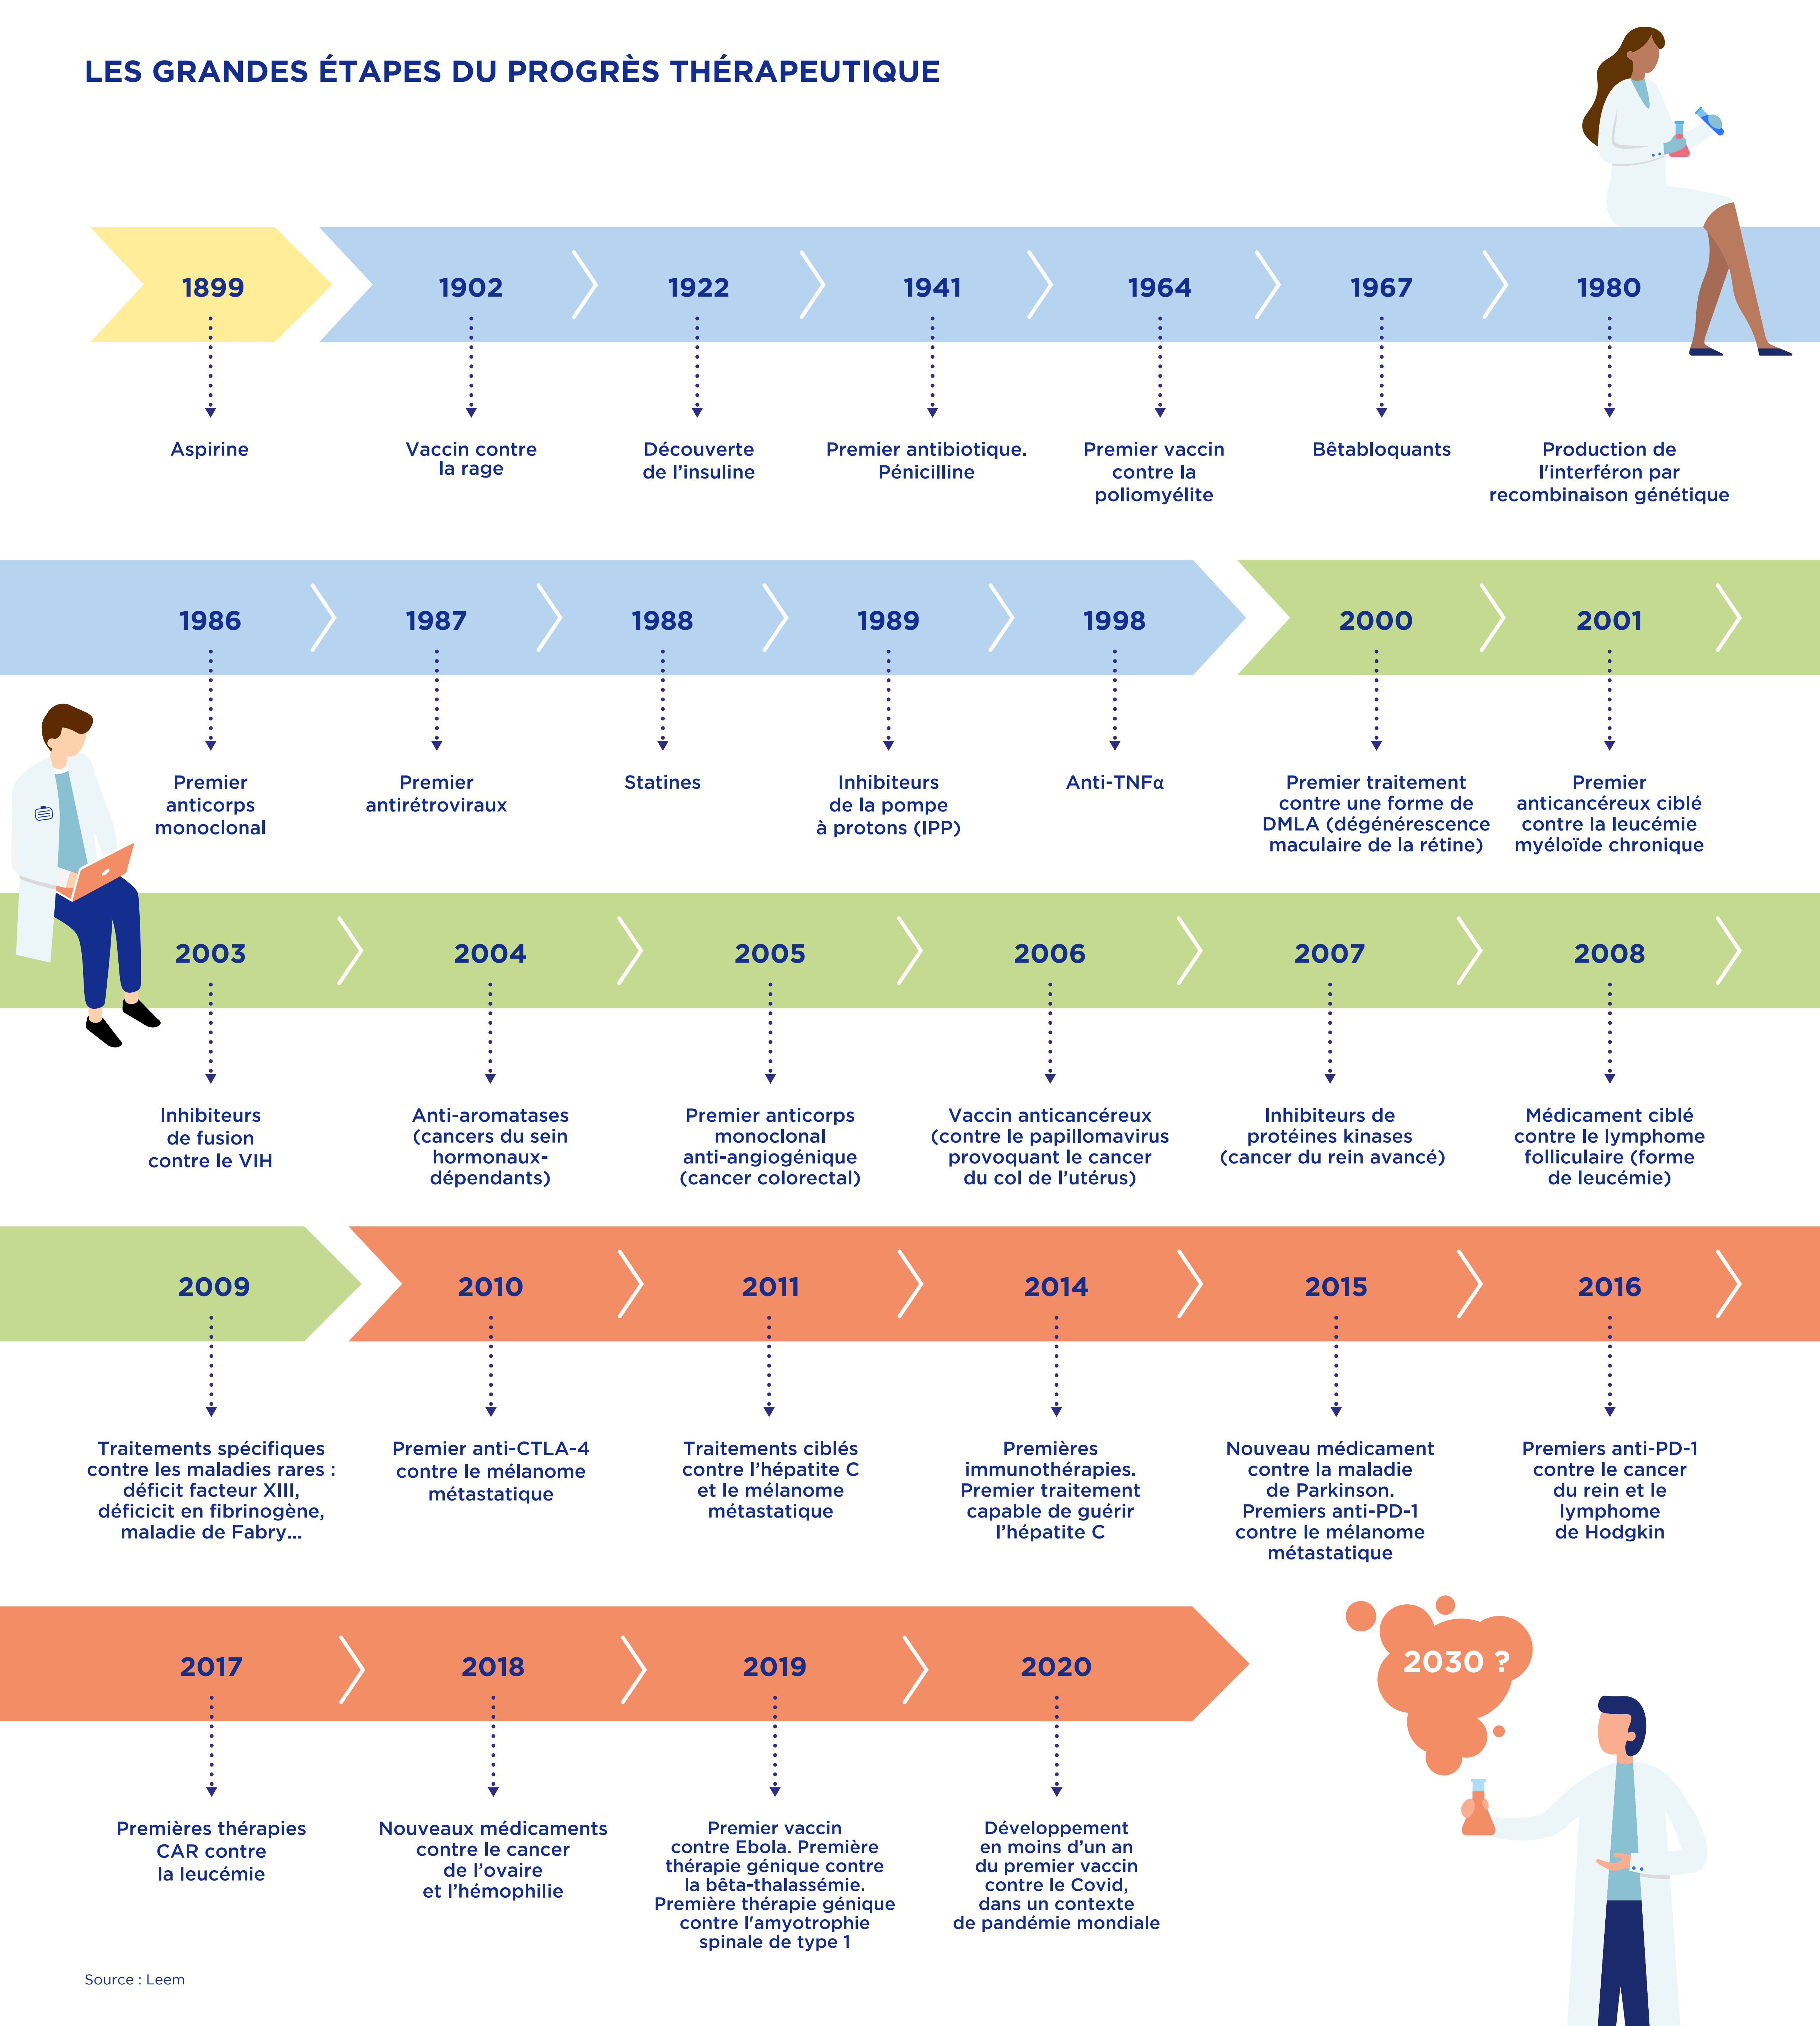 LES GRANDES ÉTAPES DU PROGRÈS THÉRAPEUTIQUE
1899
Aspirine
1902
Vaccin contre
la rage
1922
Découverte
de l’insuline
1941
Premier antibiotique.
Pénicilline
1964
Premier vaccin
contre la
poliomyélite
1967
Bêtabloquants
1980
Production de
l'interféron par
recombinaison génétique
1986
Premier
anticorps
monoclonal
1987
Premier
antirétroviraux
1988
Statines
1989
Inhibiteurs
de la pompe
à protons (IPP)
1998
Anti-TNFα
2000
Premier traitement
contre une forme de
DMLA (dégénérescence
maculaire de la rétine)
2001
Premier
anticancéreux ciblé
contre la leucémie
myéloïde chronique
2003
Inhibiteurs
de fusion
contre le VIH
2004
Anti-aromatases
(cancers du sein
hormonaux-
dépendants)
2005
Premier anticorps
monoclonal
anti-angiogénique
(cancer colorectal)
2006
Vaccin anticancéreux
(contre le papillomavirus
provoquant le cancer
du col de l’utérus)
2007
Inhibiteurs de
protéines kinases
(cancer du rein avancé)
2008
Médicament ciblé
contre le lymphome
folliculaire (forme
de leucémie)
2009
Traitements spécifiques
contre les maladies rares :
déficit facteur XIII,
déficicit en fibrinogène,
maladie de Fabry...
2010
Premier anti-CTLA-4
contre le mélanome
métastatique
2011
Traitements ciblés
contre l’hépatite C
et le mélanome
métastatique
2014
Premières
immunothérapies.
Premier traitement
capable de guérir
l’hépatite C
2015
Nouveau médicament
contre la maladie
de Parkinson.
Premiers anti-PD-1
contre le mélanome
métastatique
2016
Premiers anti-PD-1
contre le cancer
du rein et le
lymphome
de Hodgkin
2017
Premières thérapies
CAR contre
la leucémie
2018
Nouveaux médicaments
contre le cancer
de l’ovaire
et l’hémophilie
2019
Premier vaccin
contre Ebola. Première
thérapie génique contre
la bêta-thalassémie.
Première thérapie génique
contre l'amyotrophie
spinale de type 1
2020
Développement
en moins d’un an
du premier vaccin
contre le Covid,
dans un contexte
de pandémie mondiale
2030 ?
Source : Leem